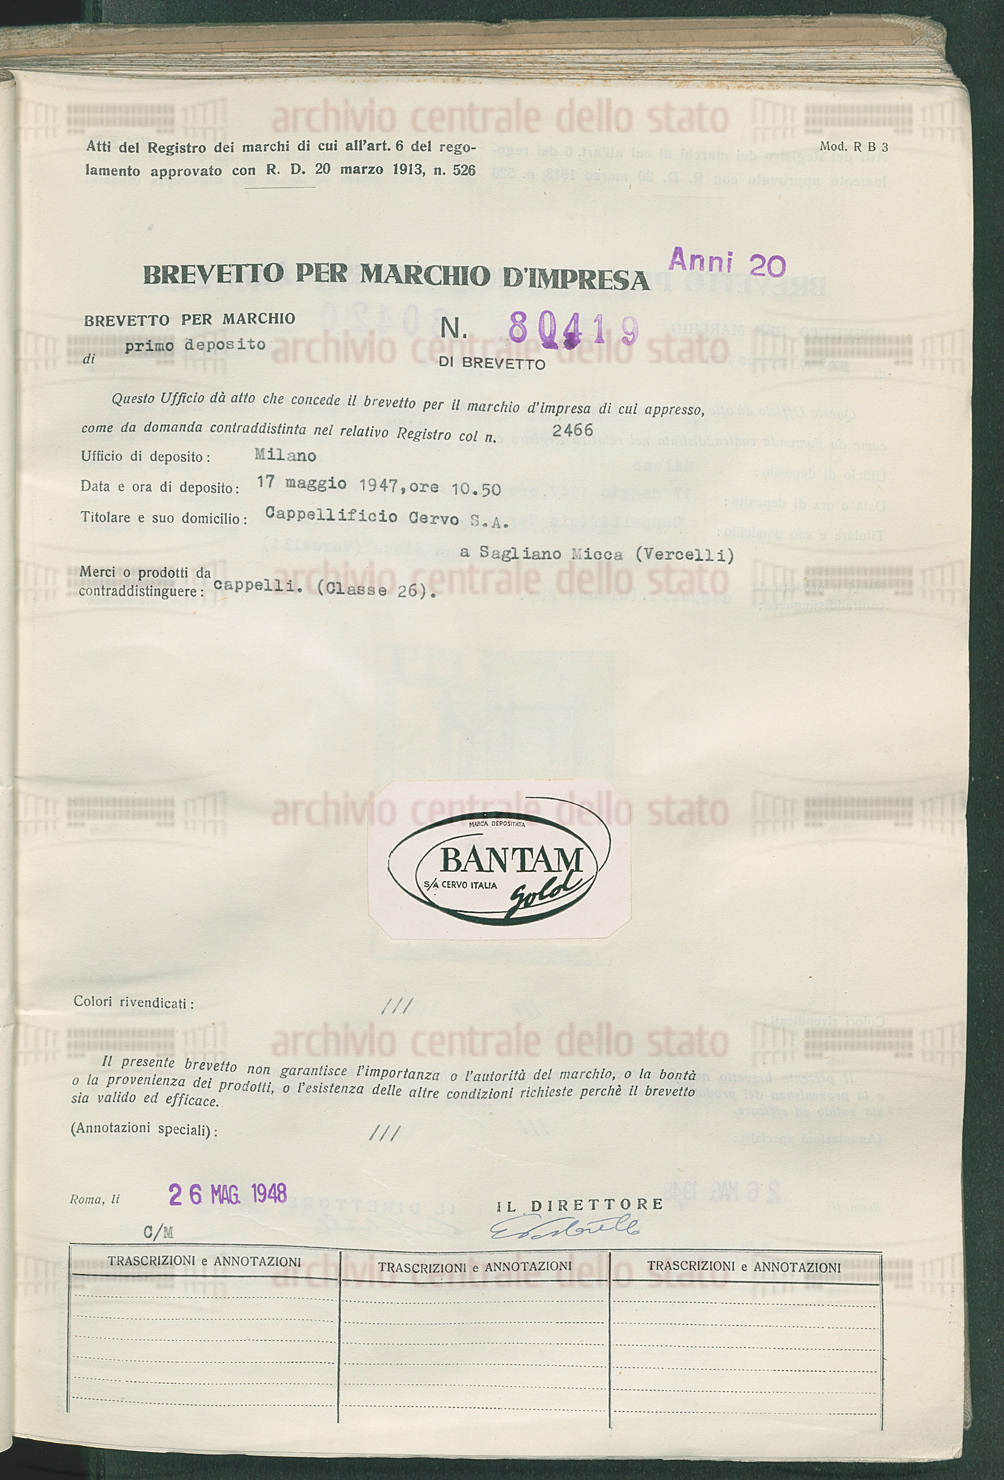 Atti del Registro dei marchi di cui all'art. 6 del rego-
lamento approvato con R. D. 20 marzo 1913, n. 526
Mod. R B 3
BREVETTO PER MARCHIO D'IMPRESA
Anni 20
BREVETTO PER MARCHIO
di primo deposito
N. 80419
DI BREVETTO
Questo Ufficio dà atto che concede il brevetto per il marchio d'impresa di cui appresso,
come da domanda contraddistinta nel relativo Registro col n. 2466
Ufficio di deposito: Milano
Data e ora di deposito: 17 maggio 1947,ore 10.50
Titolare e suo domicilio: Cappellificio Cervo S.A.
a Sagliano Micca (Vercelli)
Merci o prodotti da
contraddistinguere: cappelli. (Classe 26).
MARCA DEPOSITATA
BANTAM
S/A CERVO ITALIA
Gold
Colori rivendicati: ///
Il presente brevetto non garantisce l'importanza o l'autorità del marchio, o la bontà
o la provenienza dei prodotti, o l'esistenza delle altre condizioni richieste perchè il brevetto
sia valido ed efficace.
(Annotazioni speciali): ///
Roma, li 26 MAG. 1948
IL DIRETTORE
C/M
TRASCRIZIONI e ANNOTAZIONI
TRASCRIZIONI e ANNOTAZIONI
TRASCRIZIONI e ANNOTAZIONI
archivio centrale dello stato
archivio centrale dello stato
archivio centrale dello stato
archivio centrale dello stato
archivio centrale dello stato
archivio centrale dello stato